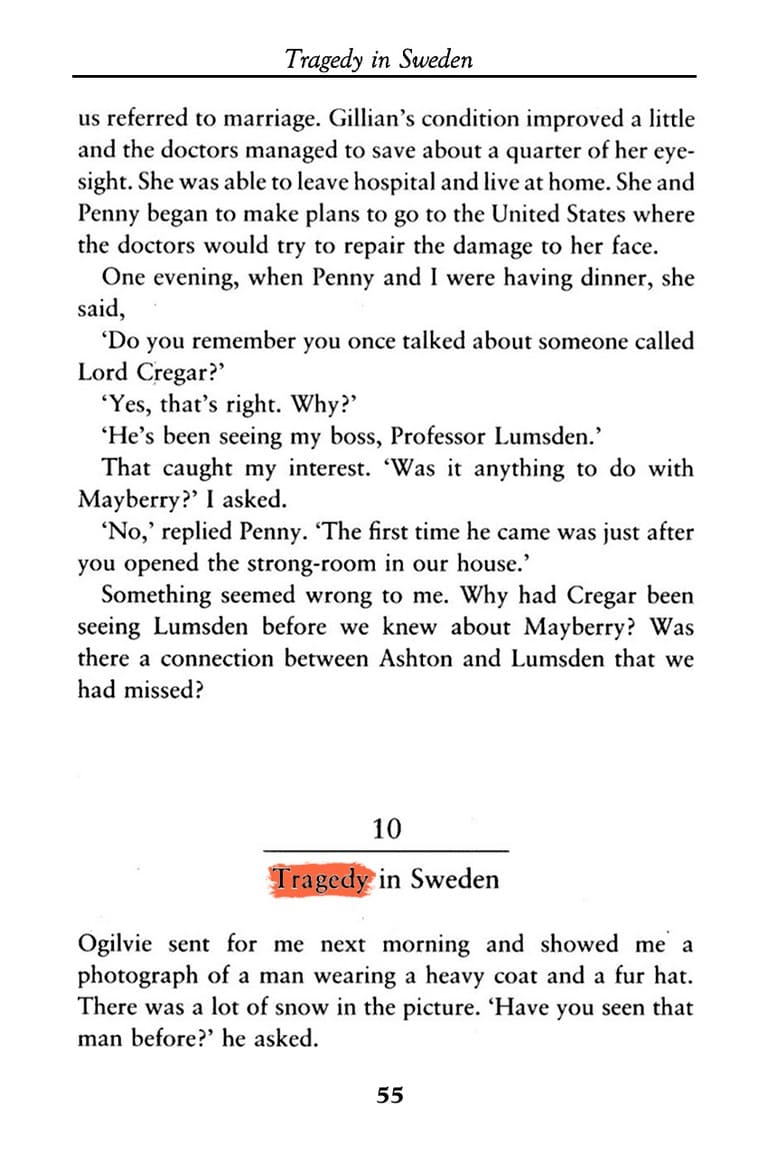 Tragedy in Sweden
us referred to marriage. Gillian's condition improved a little
and the doctors managed to save about a quarter of her eye-
sight. She was able to leave hospital and live at home. She and
Penny began to make plans to go to the United States where
the doctors would try to repair the damage to her face.
One evening, when Penny and I were having dinner, she
said,
‘Do you remember you once talked about someone called
Lord Cregar?’
‘Yes, that's right. Why?’
‘He's been seeing my boss, Professor Lumsden.’
That caught my interest. ‘Was it anything to do with
Mayberry?’ I asked.
‘No,’ replied Penny. ‘The first time he came was just after
you opened the strong-room in our house.’
Something seemed wrong to me. Why had Cregar been
seeing Lumsden before we knew about Mayberry? Was
there a connection between Ashton and Lumsden that we
had missed?
10
Tragedy in Sweden
Ogilvie sent for me next morning and showed me a
photograph of a man wearing a heavy coat and a fur hat.
There was a lot of snow in the picture. ‘Have you seen that
man before?’ he asked.
55